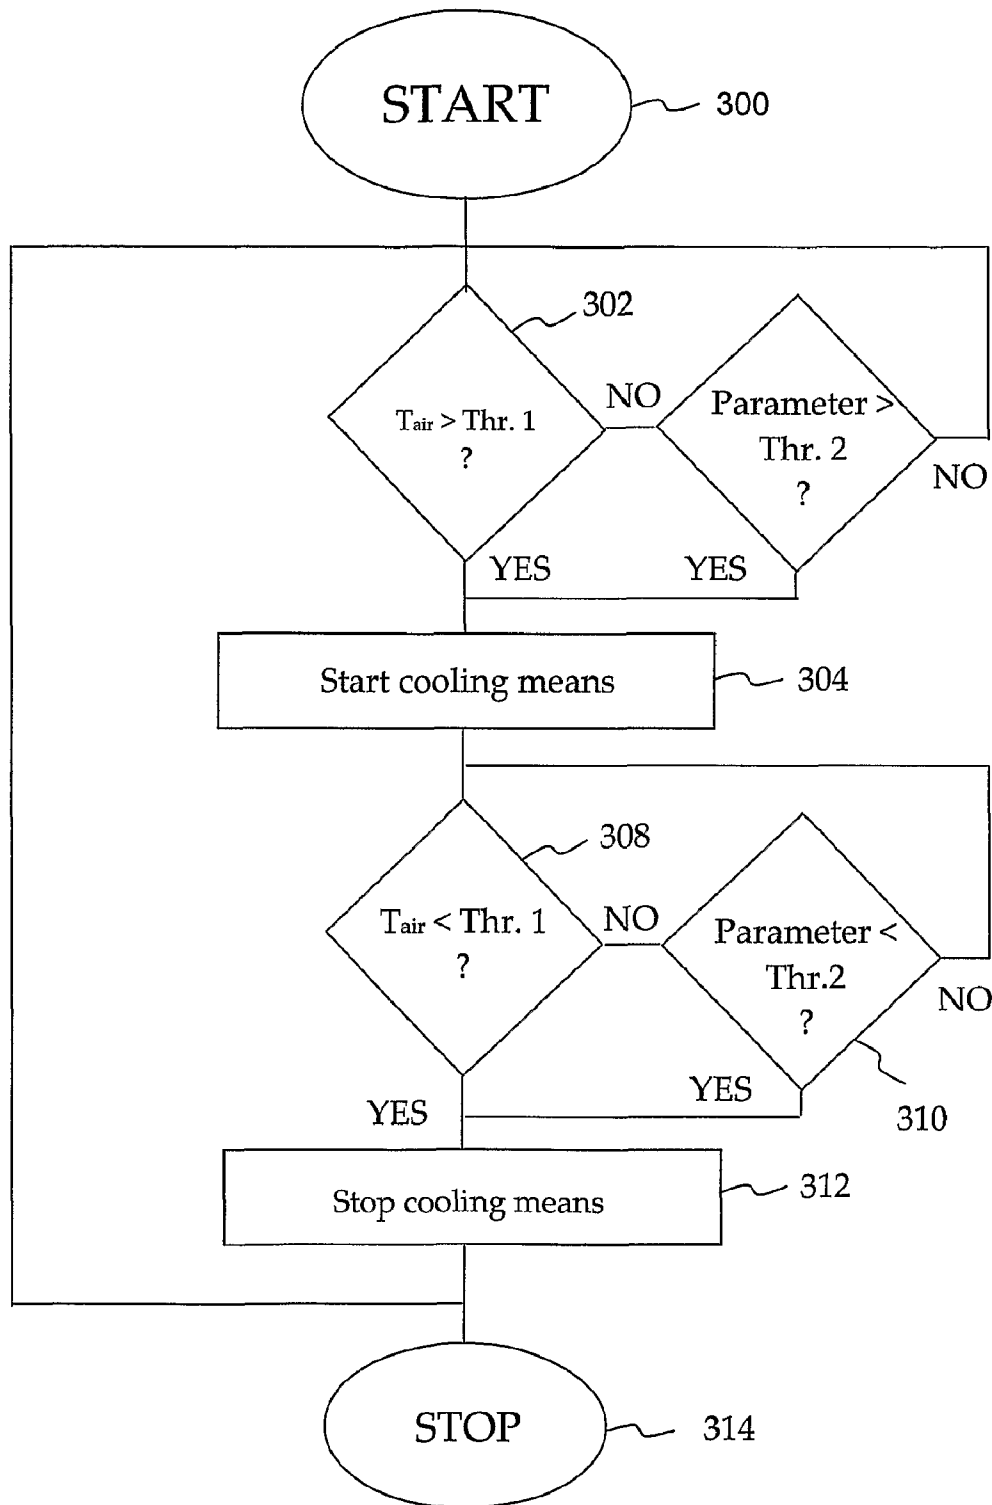 START
300
302
Tair > Thr. 1
?
NO
Parameter >
Thr. 2
?
NO
YES
YES
Start cooling means
304
308
Tair < Thr. 1
?
NO
Parameter <
Thr.2
?
NO
YES
YES
310
Stop cooling means
312
STOP
314